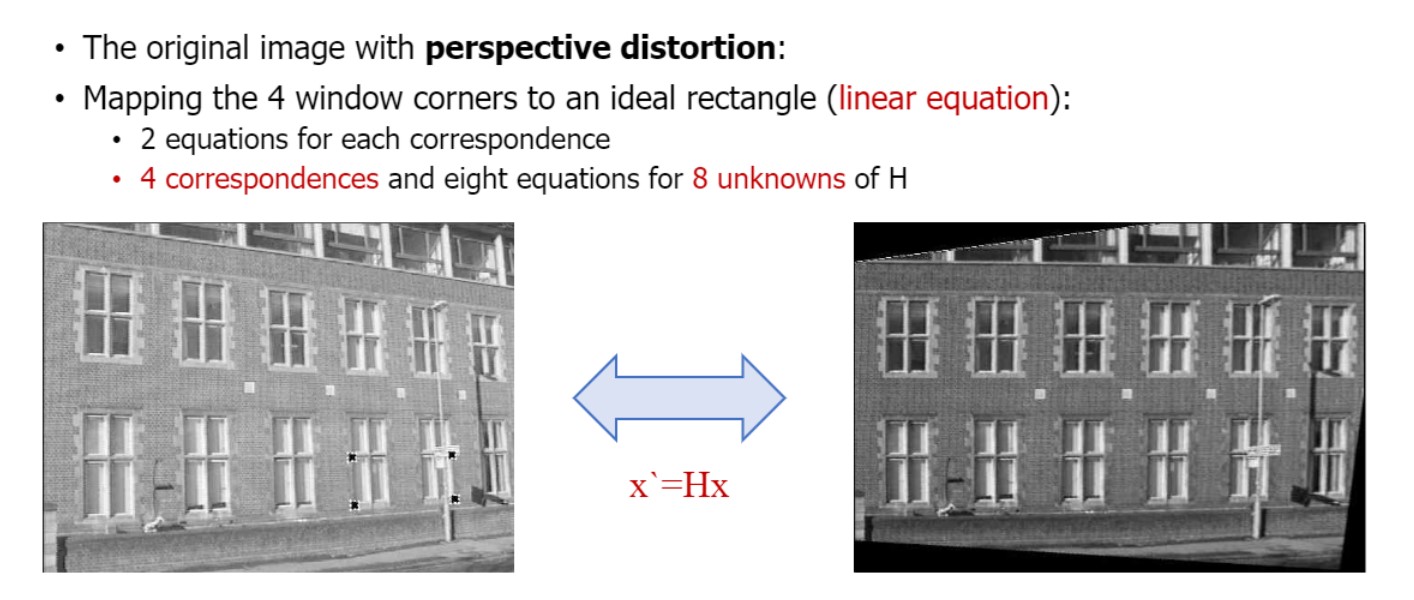 • The original image with perspective distortion:
• Mapping the 4 window corners to an ideal rectangle (linear equation):
• 2 equations for each correspondence
• 4 correspondences and eight equations for 8 unknowns of H
x`=Hx